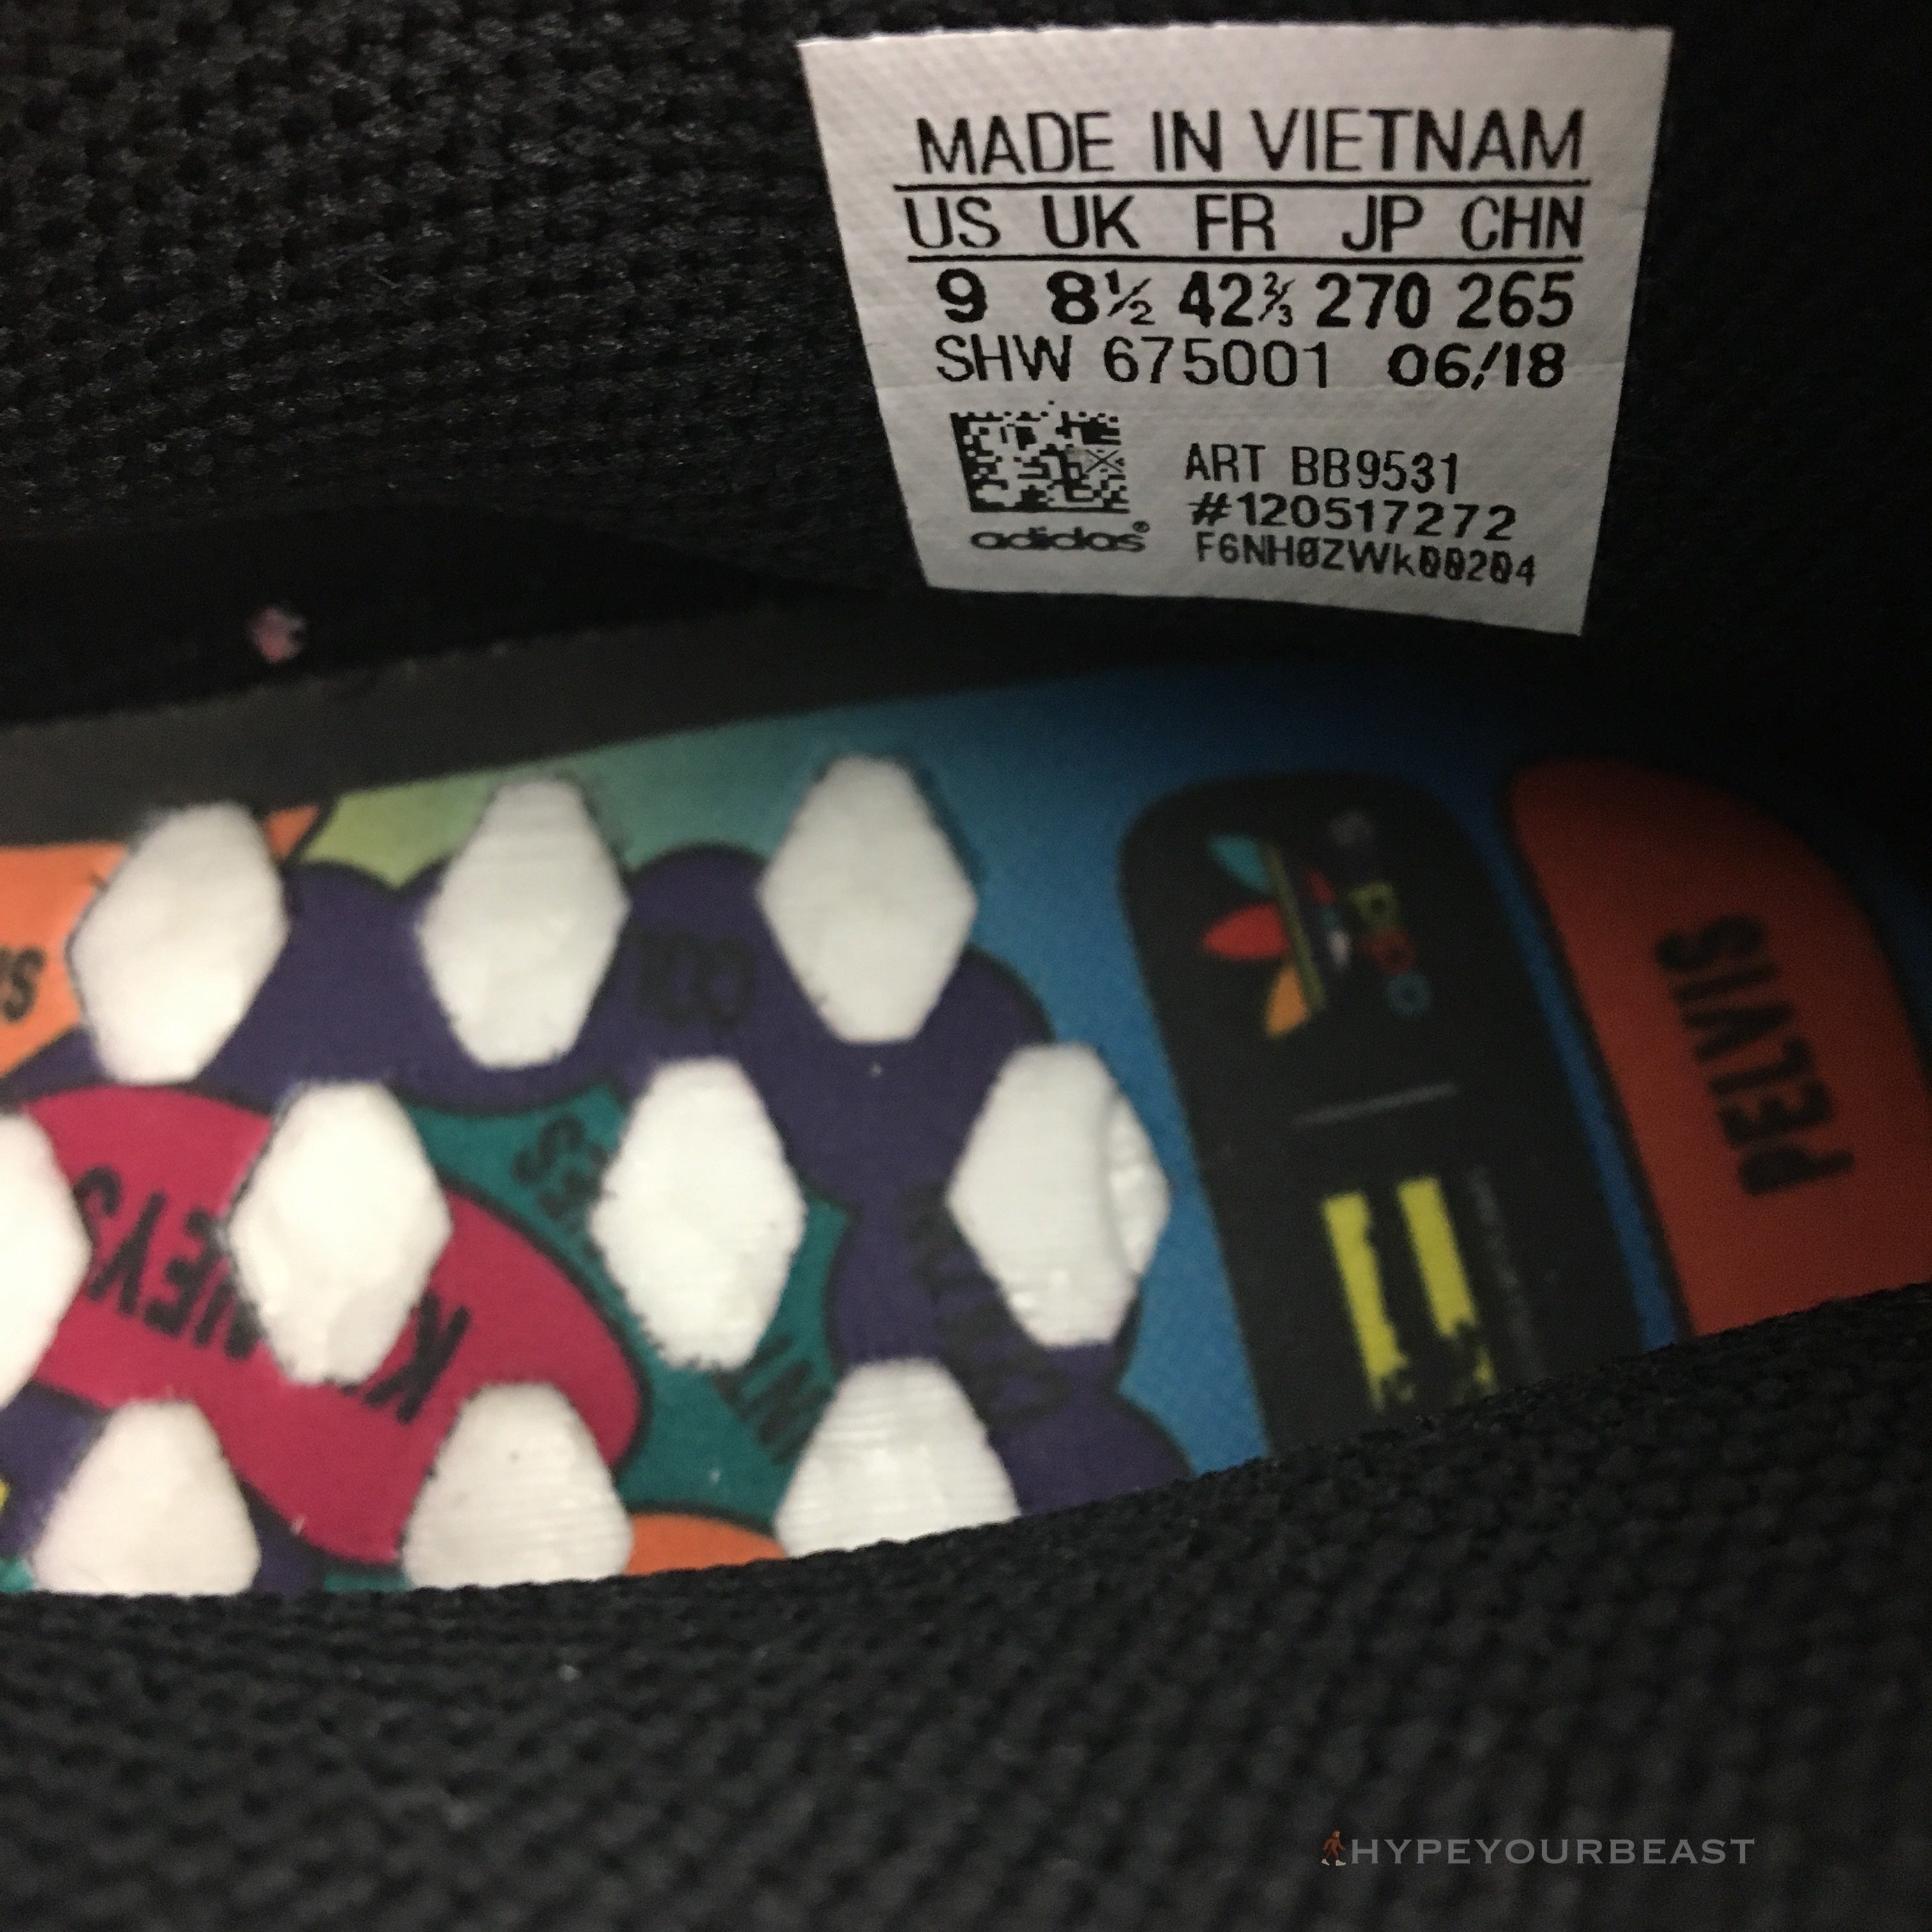 MADE IN VIETNAM
US UK FR JP CHN
9 8½ 42⅔ 270 265
SHW 675001 06/18
ART BB9531
#120517272
F6NH0ZWk00204
adidas®
PELVIS
HYPEYOURBEAST